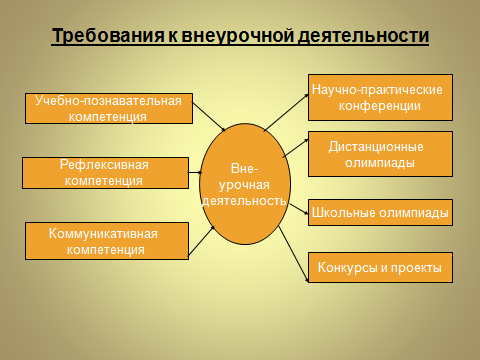 Требования к внеурочной деятельности
Учебно-познавательная
компетенция
Рефлексивная
компетенция
Коммуникативная
компетенция
Вне-
урочная
деятельность
Научно-практические
конференции
Дистанционные
олимпиады
Школьные олимпиады
Конкурсы и проекты